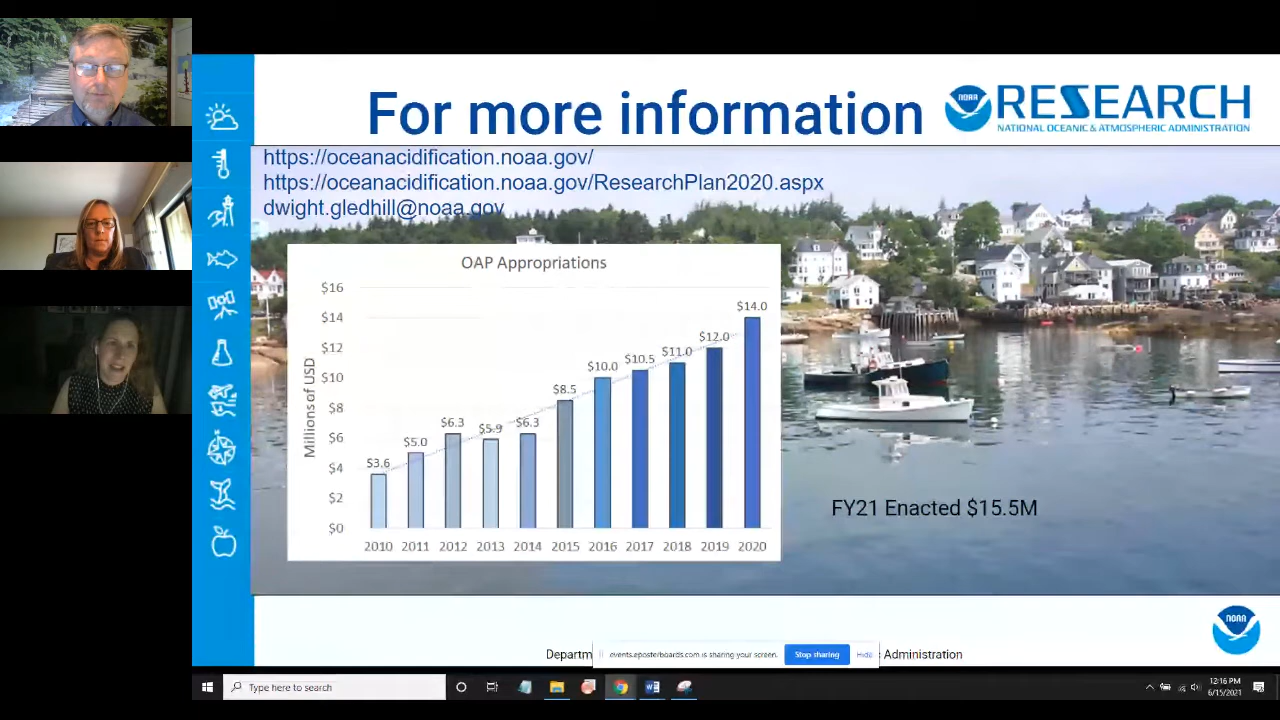 For more information
NOAA RESEARCH
NATIONAL OCEANIC & ATMOSPHERIC ADMINISTRATION
https://oceanacidification.noaa.gov/
https://oceanacidification.noaa.gov/ResearchPlan2020.aspx
dwight.gledhill@noaa.gov
OAP Appropriations
Millions of USD
$16
$14
$12
$10
$8
$6
$4
$2
$0
$3.6
$5.0
$6.3
$5.9
$6.3
$8.5
$10.0
$10.5
$11.0
$12.0
$14.0
2010 2011 2012 2013 2014 2015 2016 2017 2018 2019 2020
FY21 Enacted $15.5M
NOAA
Departm
events.eposterboards.com is sharing your screen. Stop sharing Hide
Administration
Type here to search
12:16 PM
6/15/2021